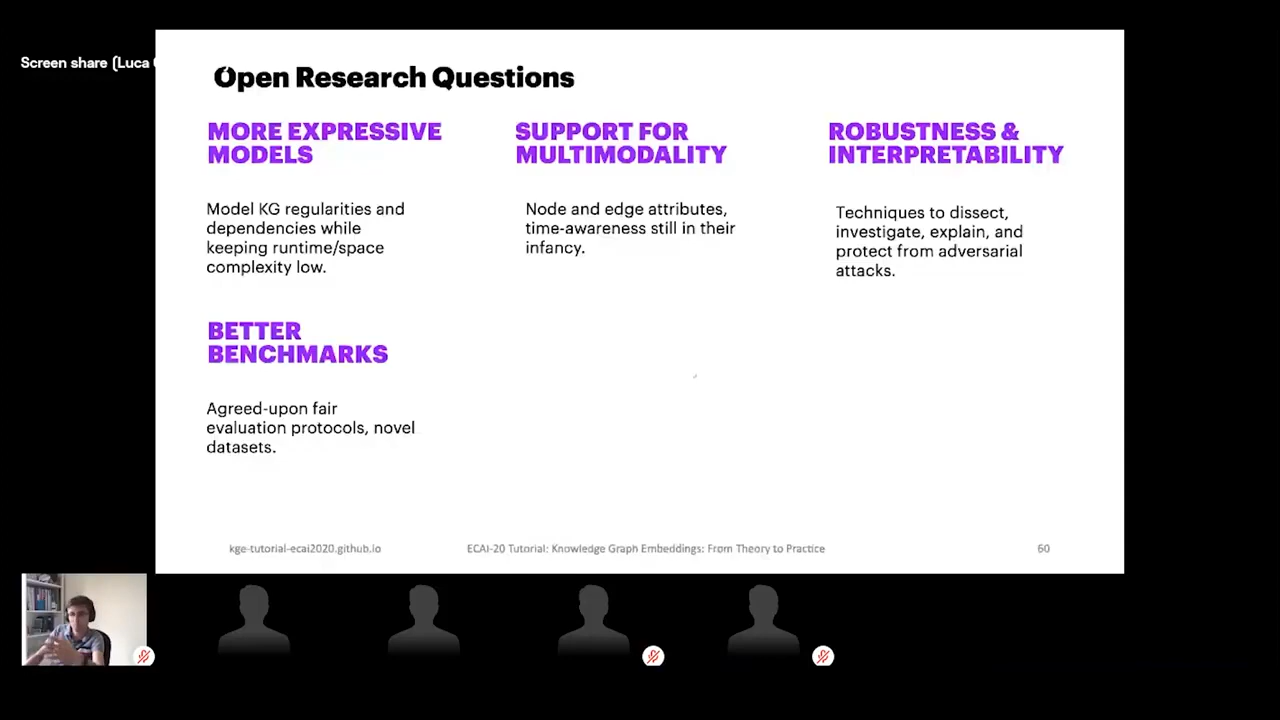 Screen share (Luca
Open Research Questions
MORE EXPRESSIVE
MODELS
Model KG regularities and
dependencies while
keeping runtime/space
complexity low.
SUPPORT FOR
MULTIMODALITY
Node and edge attributes,
time-awareness still in their
infancy.
ROBUSTNESS &
INTERPRETABILITY
Techniques to dissect,
investigate, explain, and
protect from adversarial
attacks.
BETTER
BENCHMARKS
Agreed-upon fair
evaluation protocols, novel
datasets.
kge-tutorial-ecai2020.github.io
ECAI-20 Tutorial: Knowledge Graph Embeddings: From Theory to Practice
60